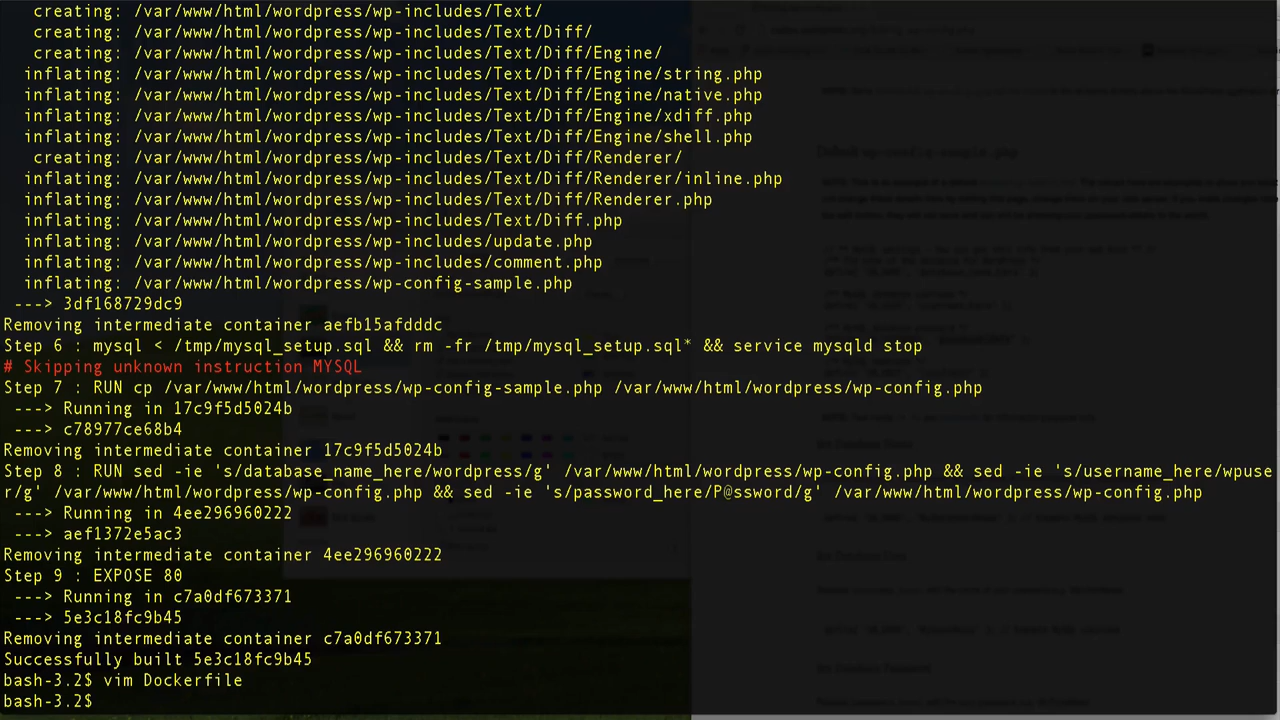 creating: /var/www/html/wordpress/wp-includes/Text/
creating: /var/www/html/wordpress/wp-includes/Text/Diff/
creating: /var/www/html/wordpress/wp-includes/Text/Diff/Engine/
inflating: /var/www/html/wordpress/wp-includes/Text/Diff/Engine/string.php
inflating: /var/www/html/wordpress/wp-includes/Text/Diff/Engine/native.php
inflating: /var/www/html/wordpress/wp-includes/Text/Diff/Engine/xdiff.php
inflating: /var/www/html/wordpress/wp-includes/Text/Diff/Engine/shell.php
creating: /var/www/html/wordpress/wp-includes/Text/Diff/Renderer/
inflating: /var/www/html/wordpress/wp-includes/Text/Diff/Renderer/inline.php
inflating: /var/www/html/wordpress/wp-includes/Text/Diff/Renderer.php
inflating: /var/www/html/wordpress/wp-includes/Text/Diff.php
inflating: /var/www/html/wordpress/wp-includes/update.php
inflating: /var/www/html/wordpress/wp-includes/comment.php
inflating: /var/www/html/wordpress/wp-config-sample.php
---> 3df168729dc9
Removing intermediate container aefb15afdddc
Step 6 : mysql < /tmp/mysql_setup.sql && rm -fr /tmp/mysql_setup.sql* && service mysqld stop
# Skipping unknown instruction MYSQL
Step 7 : RUN cp /var/www/html/wordpress/wp-config-sample.php /var/www/html/wordpress/wp-config.php
---> Running in 17c9f5d5024b
---> c78977ce68b4
Removing intermediate container 17c9f5d5024b
Step 8 : RUN sed -ie 's/database_name_here/wordpress/g' /var/www/html/wordpress/wp-config.php && sed -ie 's/username_here/wpuse
r/g' /var/www/html/wordpress/wp-config.php && sed -ie 's/password_here/P@ssword/g' /var/www/html/wordpress/wp-config.php
---> Running in 4ee296960222
---> aef1372e5ac3
Removing intermediate container 4ee296960222
Step 9 : EXPOSE 80
---> Running in c7a0df673371
---> 5e3c18fc9b45
Removing intermediate container c7a0df673371
Successfully built 5e3c18fc9b45
bash-3.2$ vim Dockerfile
bash-3.2$